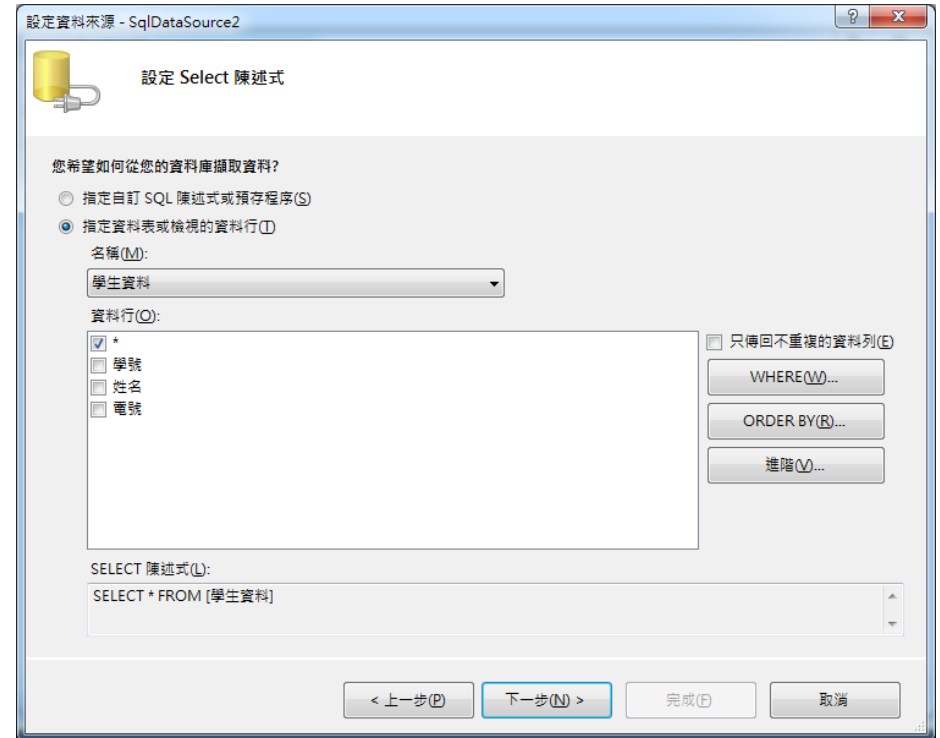 設定資料來源 - SqlDataSource2
設定 Select 陳述式
您希望如何從您的資料庫擷取資料?
指定自訂 SQL 陳述式或預存程序(S)
指定資料表或檢視的資料行(T)
名稱(M):
學生資料
資料行(O):
*
只傳回不重複的資料列(E)
學號
WHERE(W)...
姓名
電號
ORDER BY(R)...
進階(V)...
SELECT 陳述式(L):
SELECT * FROM [學生資料]
< 上一步(P) 下一步(N) > 完成(F) 取消